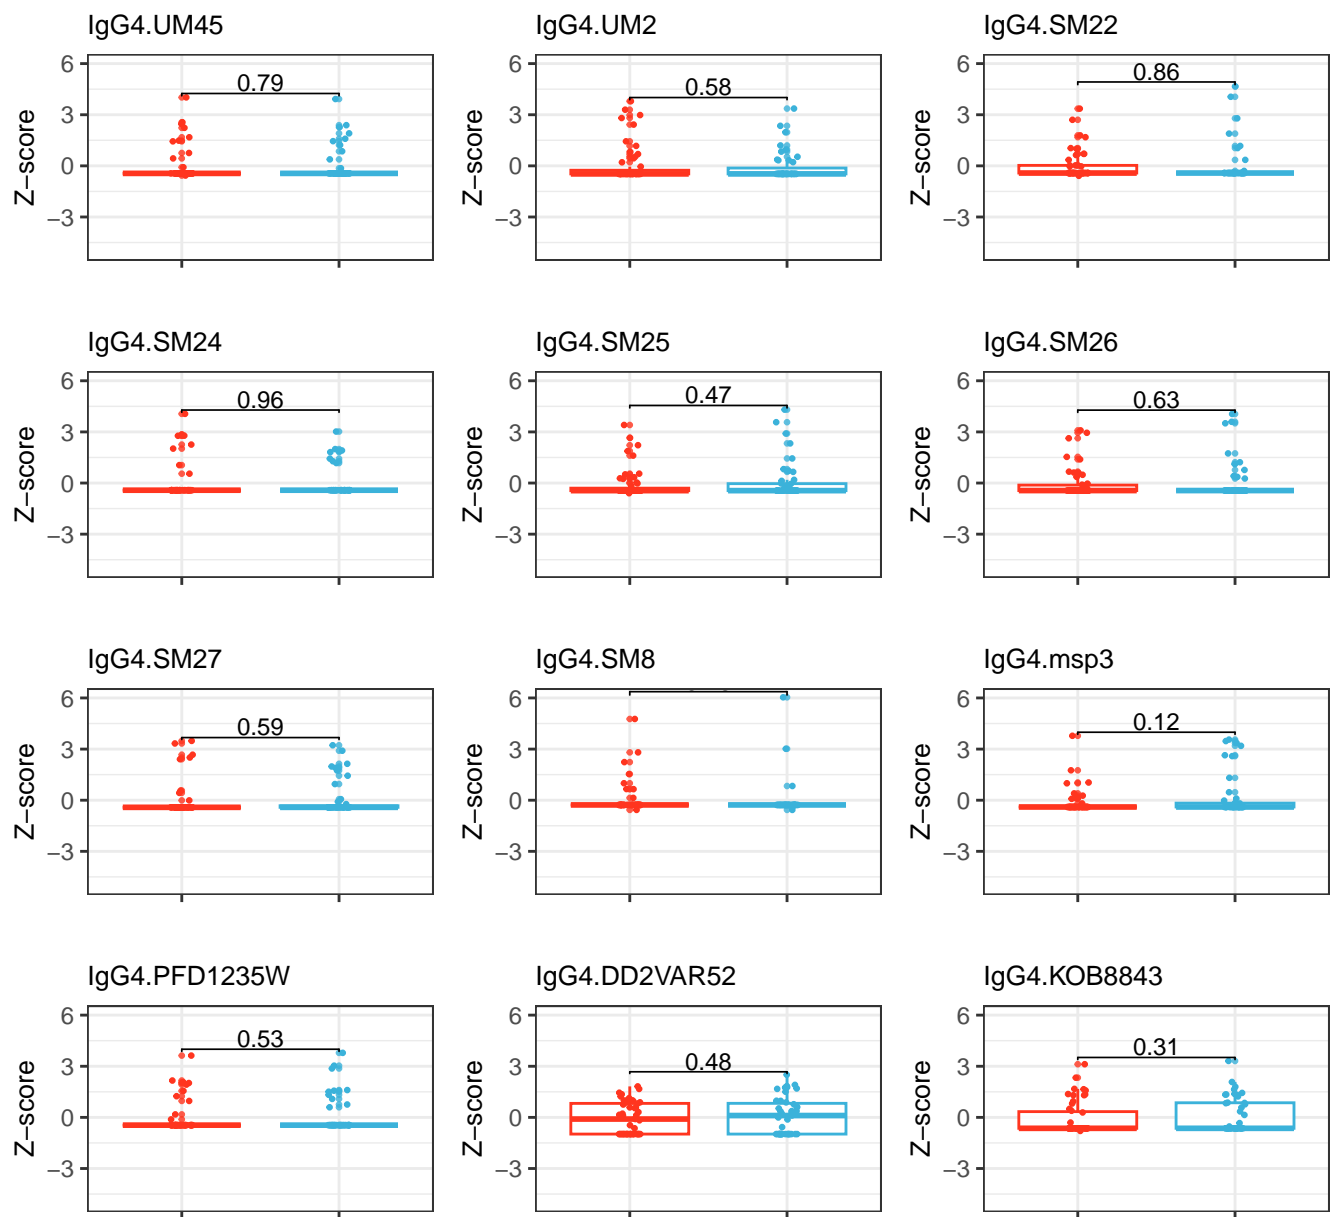 IgG4.UM45
IgG4.UM2
IgG4.SM22
6
3
0
−3
Z−score
0.79
6
3
0
−3
Z−score
0.58
6
3
0
−3
Z−score
0.86
IgG4.SM24
IgG4.SM25
IgG4.SM26
6
3
0
−3
Z−score
0.96
6
3
0
−3
Z−score
0.47
6
3
0
−3
Z−score
0.63
IgG4.SM27
IgG4.SM8
IgG4.msp3
6
3
0
−3
Z−score
0.59
6
3
0
−3
Z−score
6
3
0
−3
Z−score
0.12
IgG4.PFD1235W
IgG4.DD2VAR52
IgG4.KOB8843
6
3
0
−3
Z−score
0.53
6
3
0
−3
Z−score
0.48
6
3
0
−3
Z−score
0.31